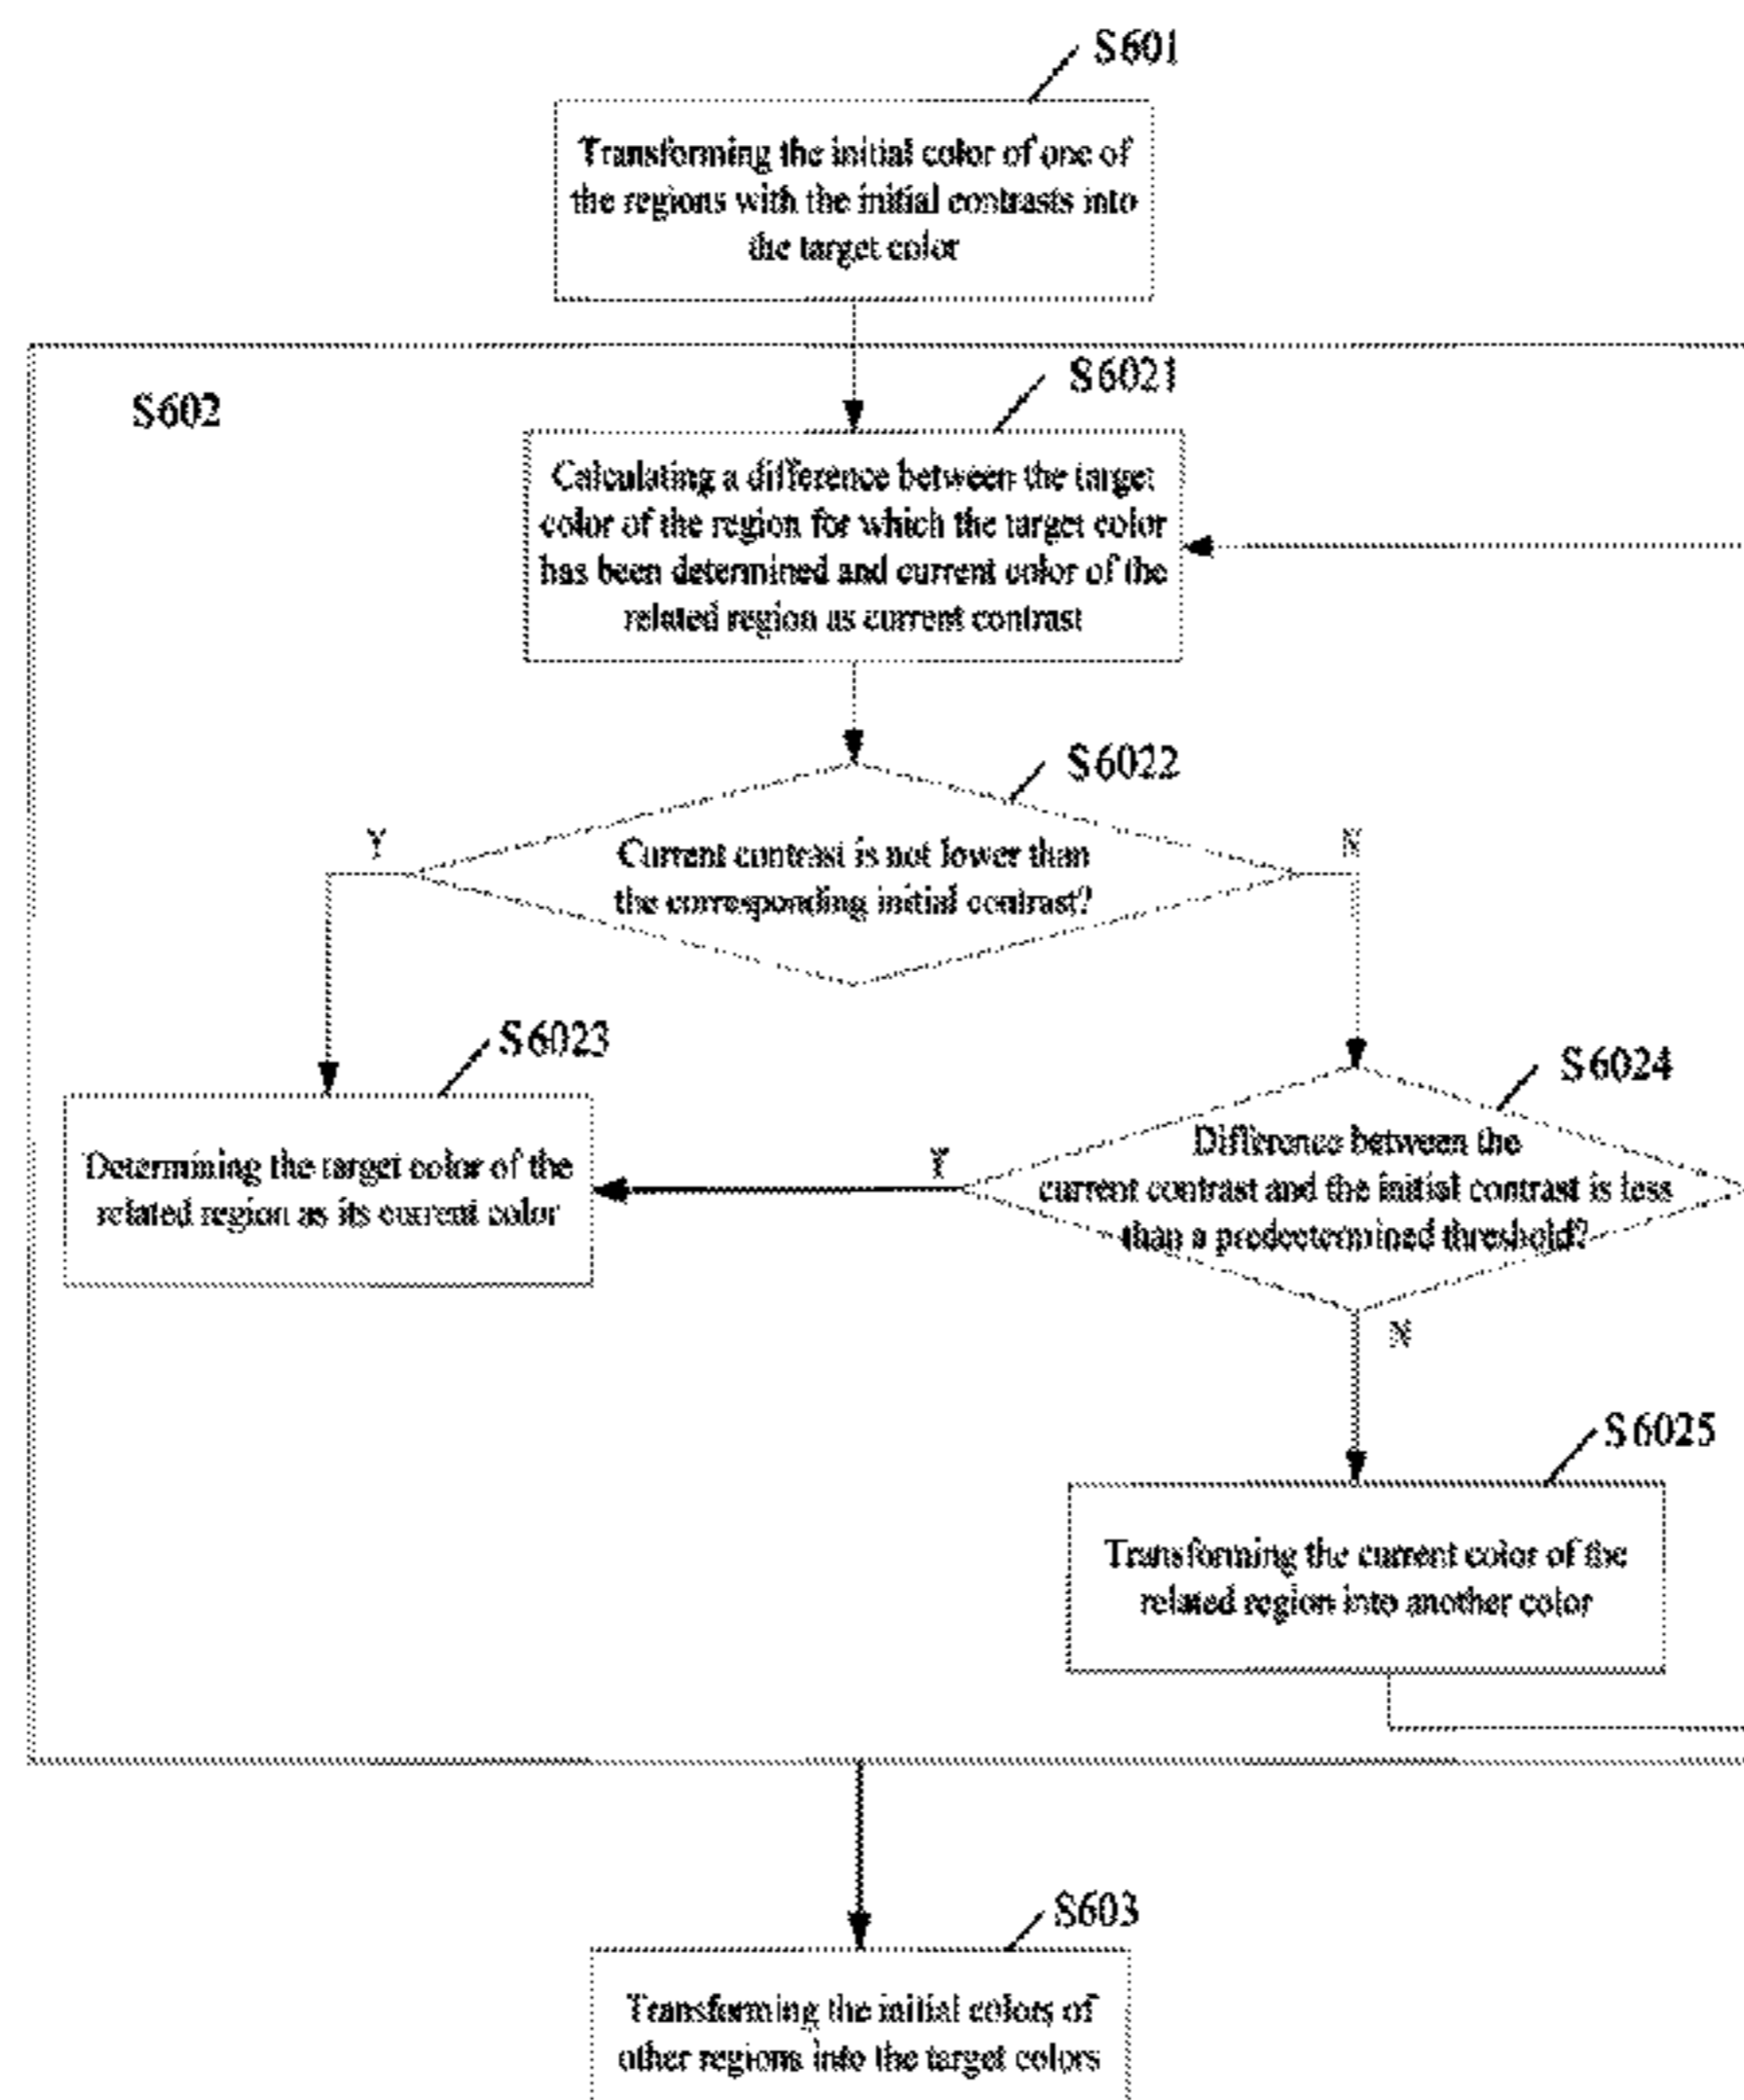 S601
Transforming the initial color of one of
the regions with the initial contrasts into
the target color
S602
S6021
Calculating a difference between the target
color of the region for which the target color
has been determined and current color of the
related region as current contrast
S6022
Y
Current contrast is not lower than
the corresponding initial contrast?
N
S6023
Determining the target color of the
related region as its current color
S6024
Y
Difference between the
current contrast and the initial contrast is less
than a predectermined threshold?
N
S6025
Transforming the current color of the
related region into another color
S603
Transforming the initial colors of
other regions into the target colors